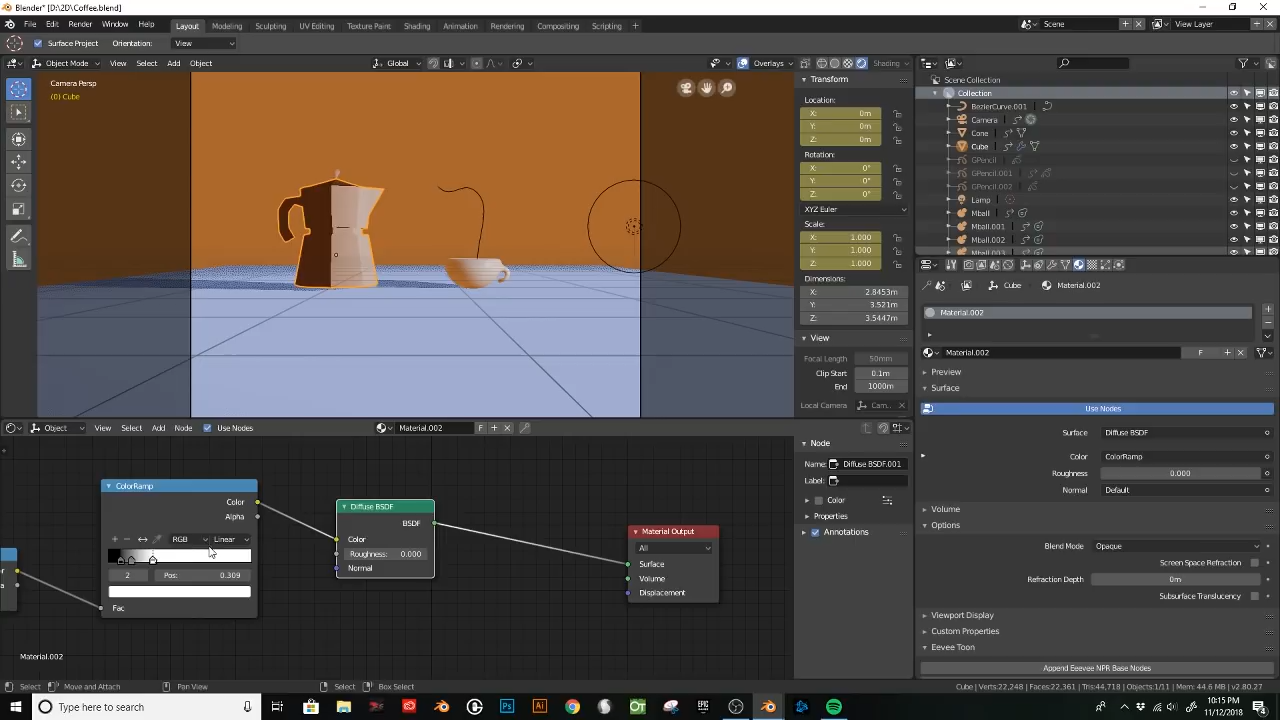 Blender* [D:\2D\Coffee.blend]
File Edit Render Window Help Layout Modeling Sculpting UV Editing Texture Paint Shading Animation Rendering Compositing Scripting Scene View Layer
Surface Project Orientation: View
Object Mode View Select Add Object Global Overlays Shading
Camera Persp
(0) Cube
Transform
Location:
X: 0m
Y: 0m
Z: 0m
Rotation:
X: 0°
Y: 0°
Z: 0°
XYZ Euler
Scale:
X: 1.000
Y: 1.000
Z: 1.000
Dimensions:
X: 2.8453m
Y: 3.521m
Z: 3.5447m
View
Focal Length 50mm
Clip Start 0.1m
End 1000m
Local Camera Cam...
Scene Collection
Collection
BezierCurve.001
Camera
Cone
Cube
GPencil
GPencil.001
GPencil.002
Lamp
Mball
Mball.001
Mball.002
Mball.003
Cube Material.002
Material.002
Material.002 F
Preview
Surface
Use Nodes
Surface Diffuse BSDF
Color ColorRamp
Roughness 0.000
Normal Default
Volume
Options
Blend Mode Opaque
Screen Space Refraction
Refraction Depth 0m
Subsurface Translucency
Viewport Display
Custom Properties
Eevee Toon
Append Eeevee NPR Base Nodes
Object View Select Add Node Use Nodes Material.002 F
ColorRamp
Color
Alpha
RGB Linear
2 Pos: 0.309
Fac
Diffuse BSDF
BSDF
Color
Roughness: 0.000
Normal
Material Output
All
Surface
Volume
Displacement
Material.002
Node
Name: Diffuse BSDF.001
Label:
Color
Properties
Annotations
Select Move and Attach Pan View Select Box Select Cube | Verts:22,248 | Faces:22,361 | Tris:44,718 | Objects:1/11 | Mem: 44.6 MB | v2.80.27
Type here to search
10:15 PM
11/12/2018